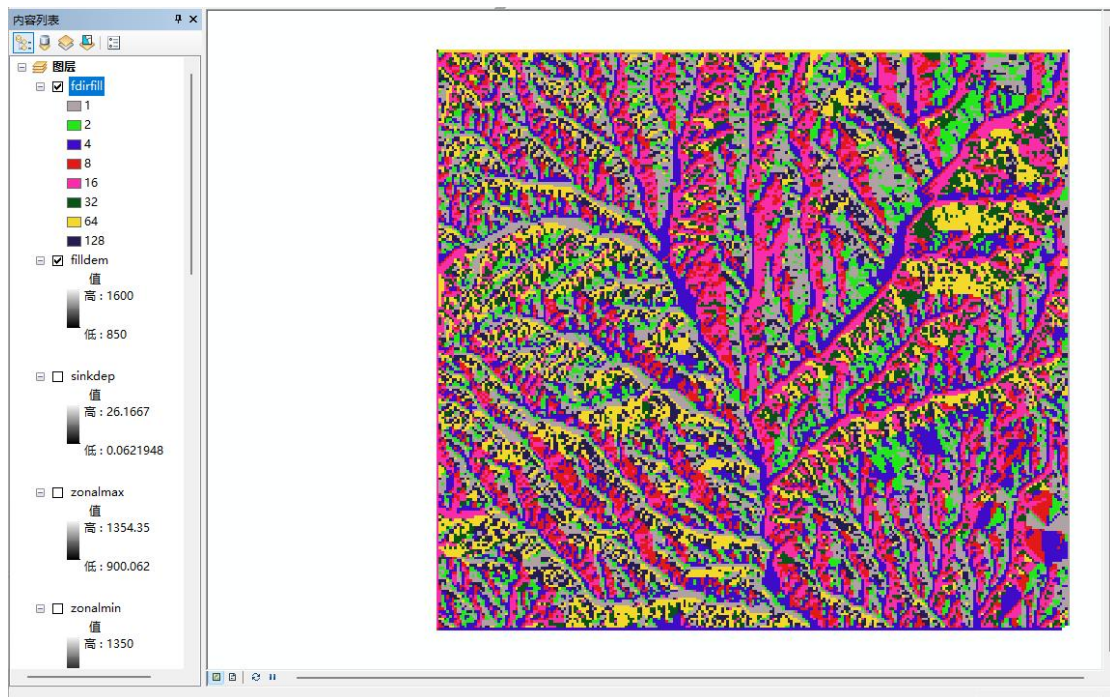 内容列表
图层
fdirfill
1
2
4
8
16
32
64
128
filldem
值
高 : 1600
低 : 850
sinkdep
值
高 : 26.1667
低 : 0.0621948
zonalmax
值
高 : 1354.35
低 : 900.062
zonalmin
值
高 : 1350